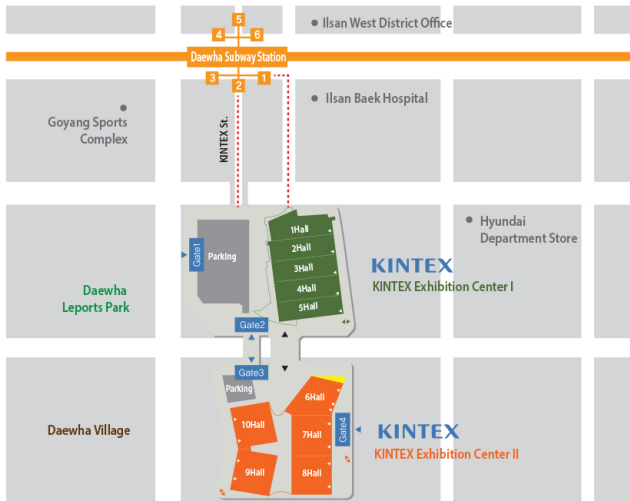 5
4 6
Ilsan West District Office
Daewha Subway Station
3 1
2
Ilsan Baek Hospital
Goyang Sports
Complex
KINTEX St.
1Hall
2Hall
3Hall
4Hall
5Hall
Parking
Gate1
Hyundai
Department Store
KINTEX
KINTEX Exhibition Center I
Daewha
Leports Park
Gate2
Gate3
Parking
6Hall
7Hall
8Hall
10Hall
9Hall
Gate4
KINTEX
KINTEX Exhibition Center II
Daewha Village